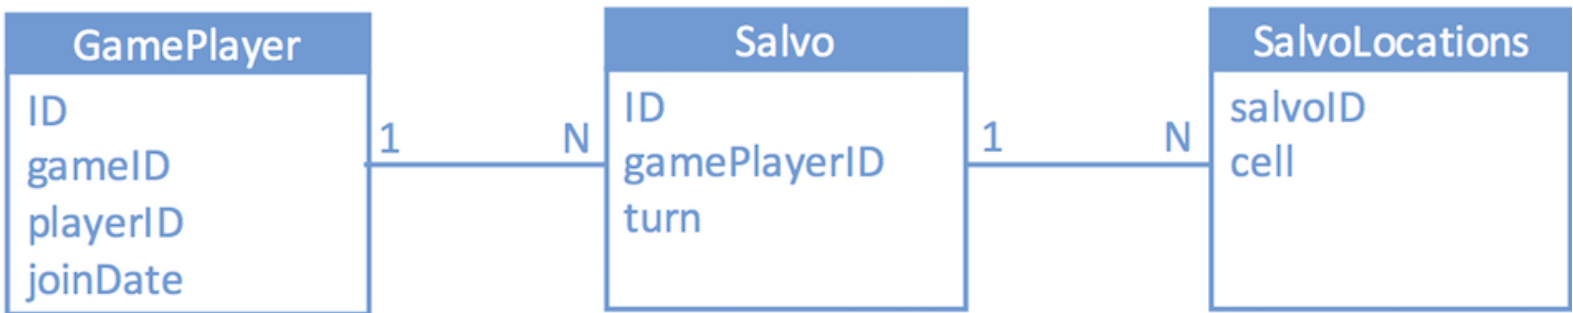 GamePlayer
ID
gameID
playerID
joinDate
1
N
Salvo
ID
gamePlayerID
turn
1
N
SalvoLocations
salvoID
cell